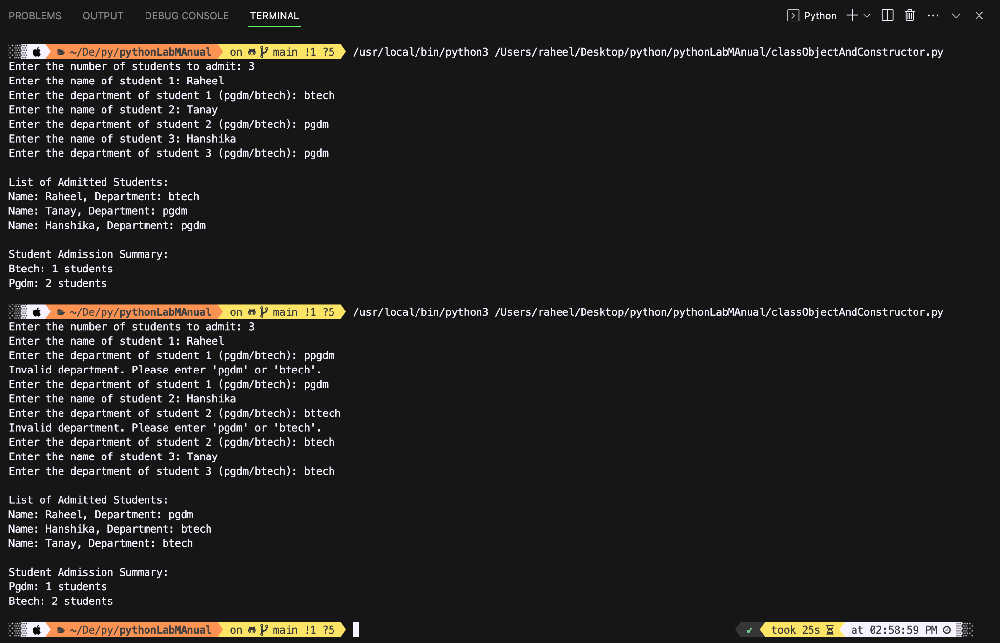 PROBLEMS OUTPUT DEBUG CONSOLE TERMINAL Python
~/De/py/pythonLabMAnual on main !1 ?5 /usr/local/bin/python3 /Users/raheel/Desktop/python/pythonLabMAnual/classObjectAndConstructor.py
Enter the number of students to admit: 3
Enter the name of student 1: Raheel
Enter the department of student 1 (pgdm/btech): btech
Enter the name of student 2: Tanay
Enter the department of student 2 (pgdm/btech): pgdm
Enter the name of student 3: Hanshika
Enter the department of student 3 (pgdm/btech): pgdm
List of Admitted Students:
Name: Raheel, Department: btech
Name: Tanay, Department: pgdm
Name: Hanshika, Department: pgdm
Student Admission Summary:
Btech: 1 students
Pgdm: 2 students
~/De/py/pythonLabMAnual on main !1 ?5 /usr/local/bin/python3 /Users/raheel/Desktop/python/pythonLabMAnual/classObjectAndConstructor.py
Enter the number of students to admit: 3
Enter the name of student 1: Raheel
Enter the department of student 1 (pgdm/btech): ppgdm
Invalid department. Please enter 'pgdm' or 'btech'.
Enter the department of student 1 (pgdm/btech): pgdm
Enter the name of student 2: Hanshika
Enter the department of student 2 (pgdm/btech): bttech
Invalid department. Please enter 'pgdm' or 'btech'.
Enter the department of student 2 (pgdm/btech): btech
Enter the name of student 3: Tanay
Enter the department of student 3 (pgdm/btech): btech
List of Admitted Students:
Name: Raheel, Department: pgdm
Name: Hanshika, Department: btech
Name: Tanay, Department: btech
Student Admission Summary:
Pgdm: 1 students
Btech: 2 students
~/De/py/pythonLabMAnual on main !1 ?5 ✔ took 25s at 02:58:59 PM